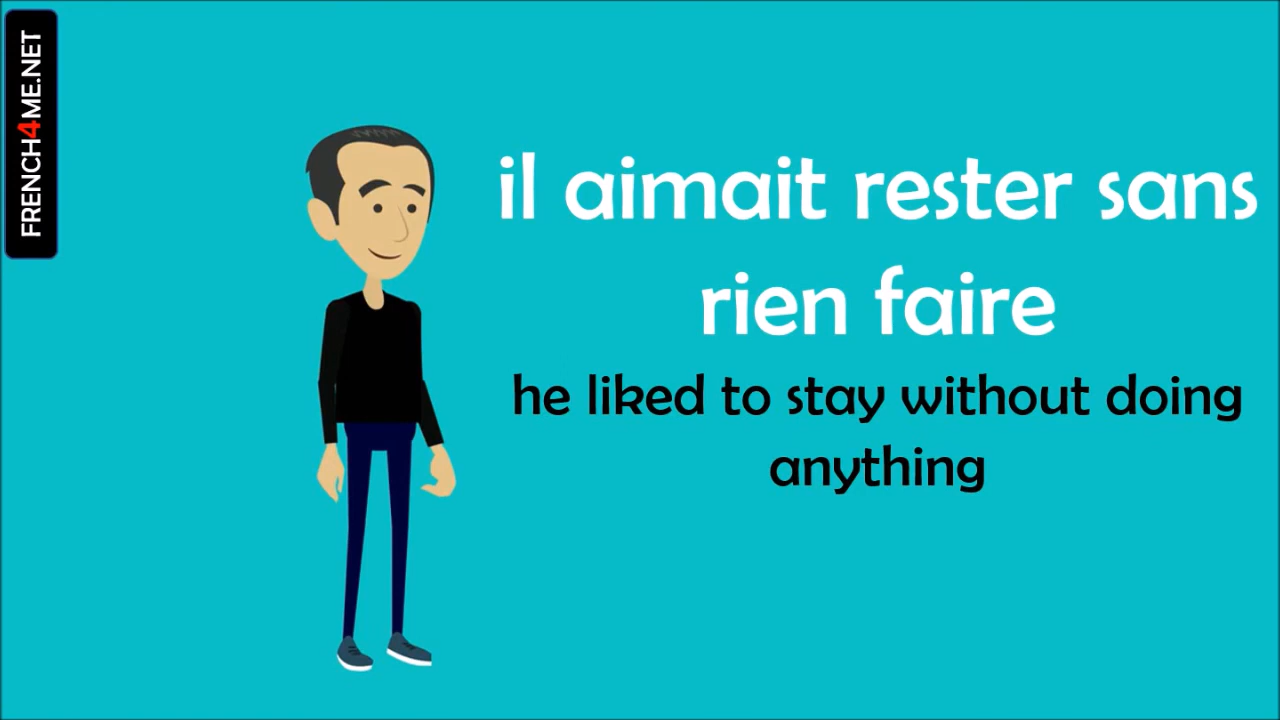 FRENCH4ME.NET
il aimait rester sans
rien faire
he liked to stay without doing
anything